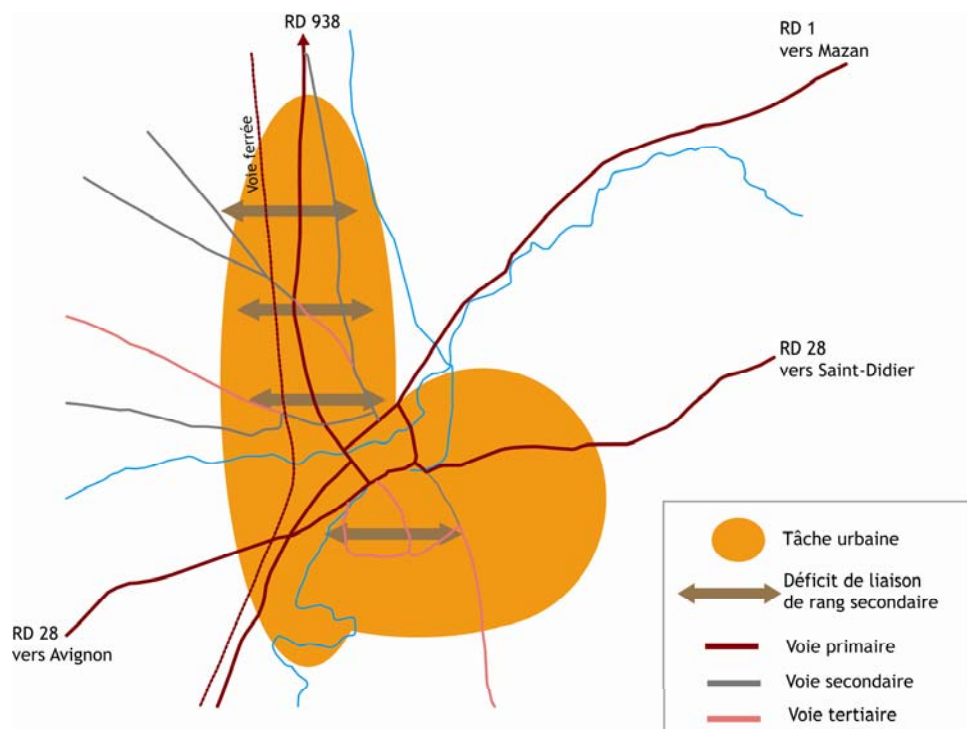 RD 938
RD 1
vers Mazan
Voie ferrée
RD 28
vers Saint-Didier
RD 28
vers Avignon
Tâche urbaine
Déficit de liaison
de rang secondaire
Voie primaire
Voie secondaire
Voie tertiaire